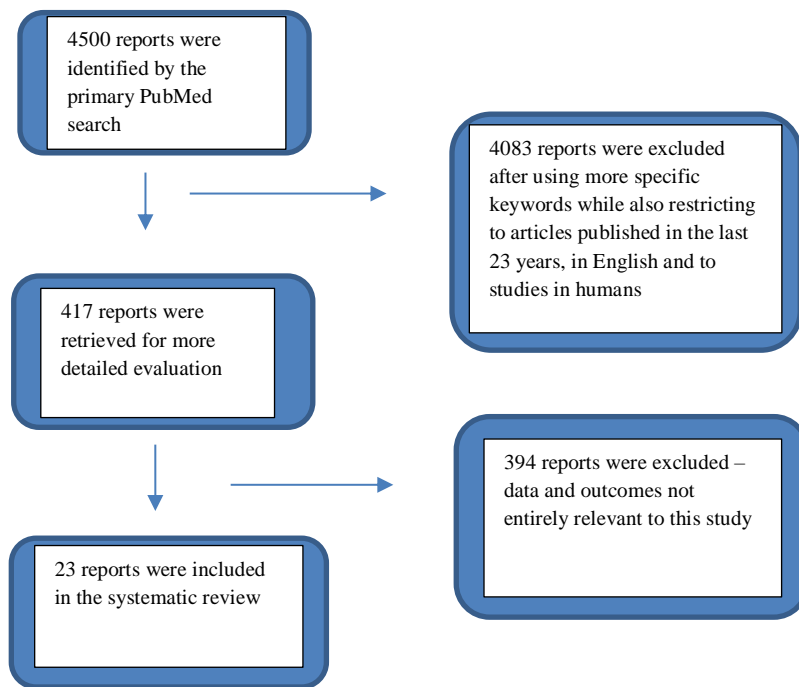 4500 reports were
identified by the
primary PubMed
search
4083 reports were excluded
after using more specific
keywords while also restricting
to articles published in the last
23 years, in English and to
studies in humans
417 reports were
retrieved for more
detailed evaluation
394 reports were excluded –
data and outcomes not
entirely relevant to this study
23 reports were included
in the systematic review